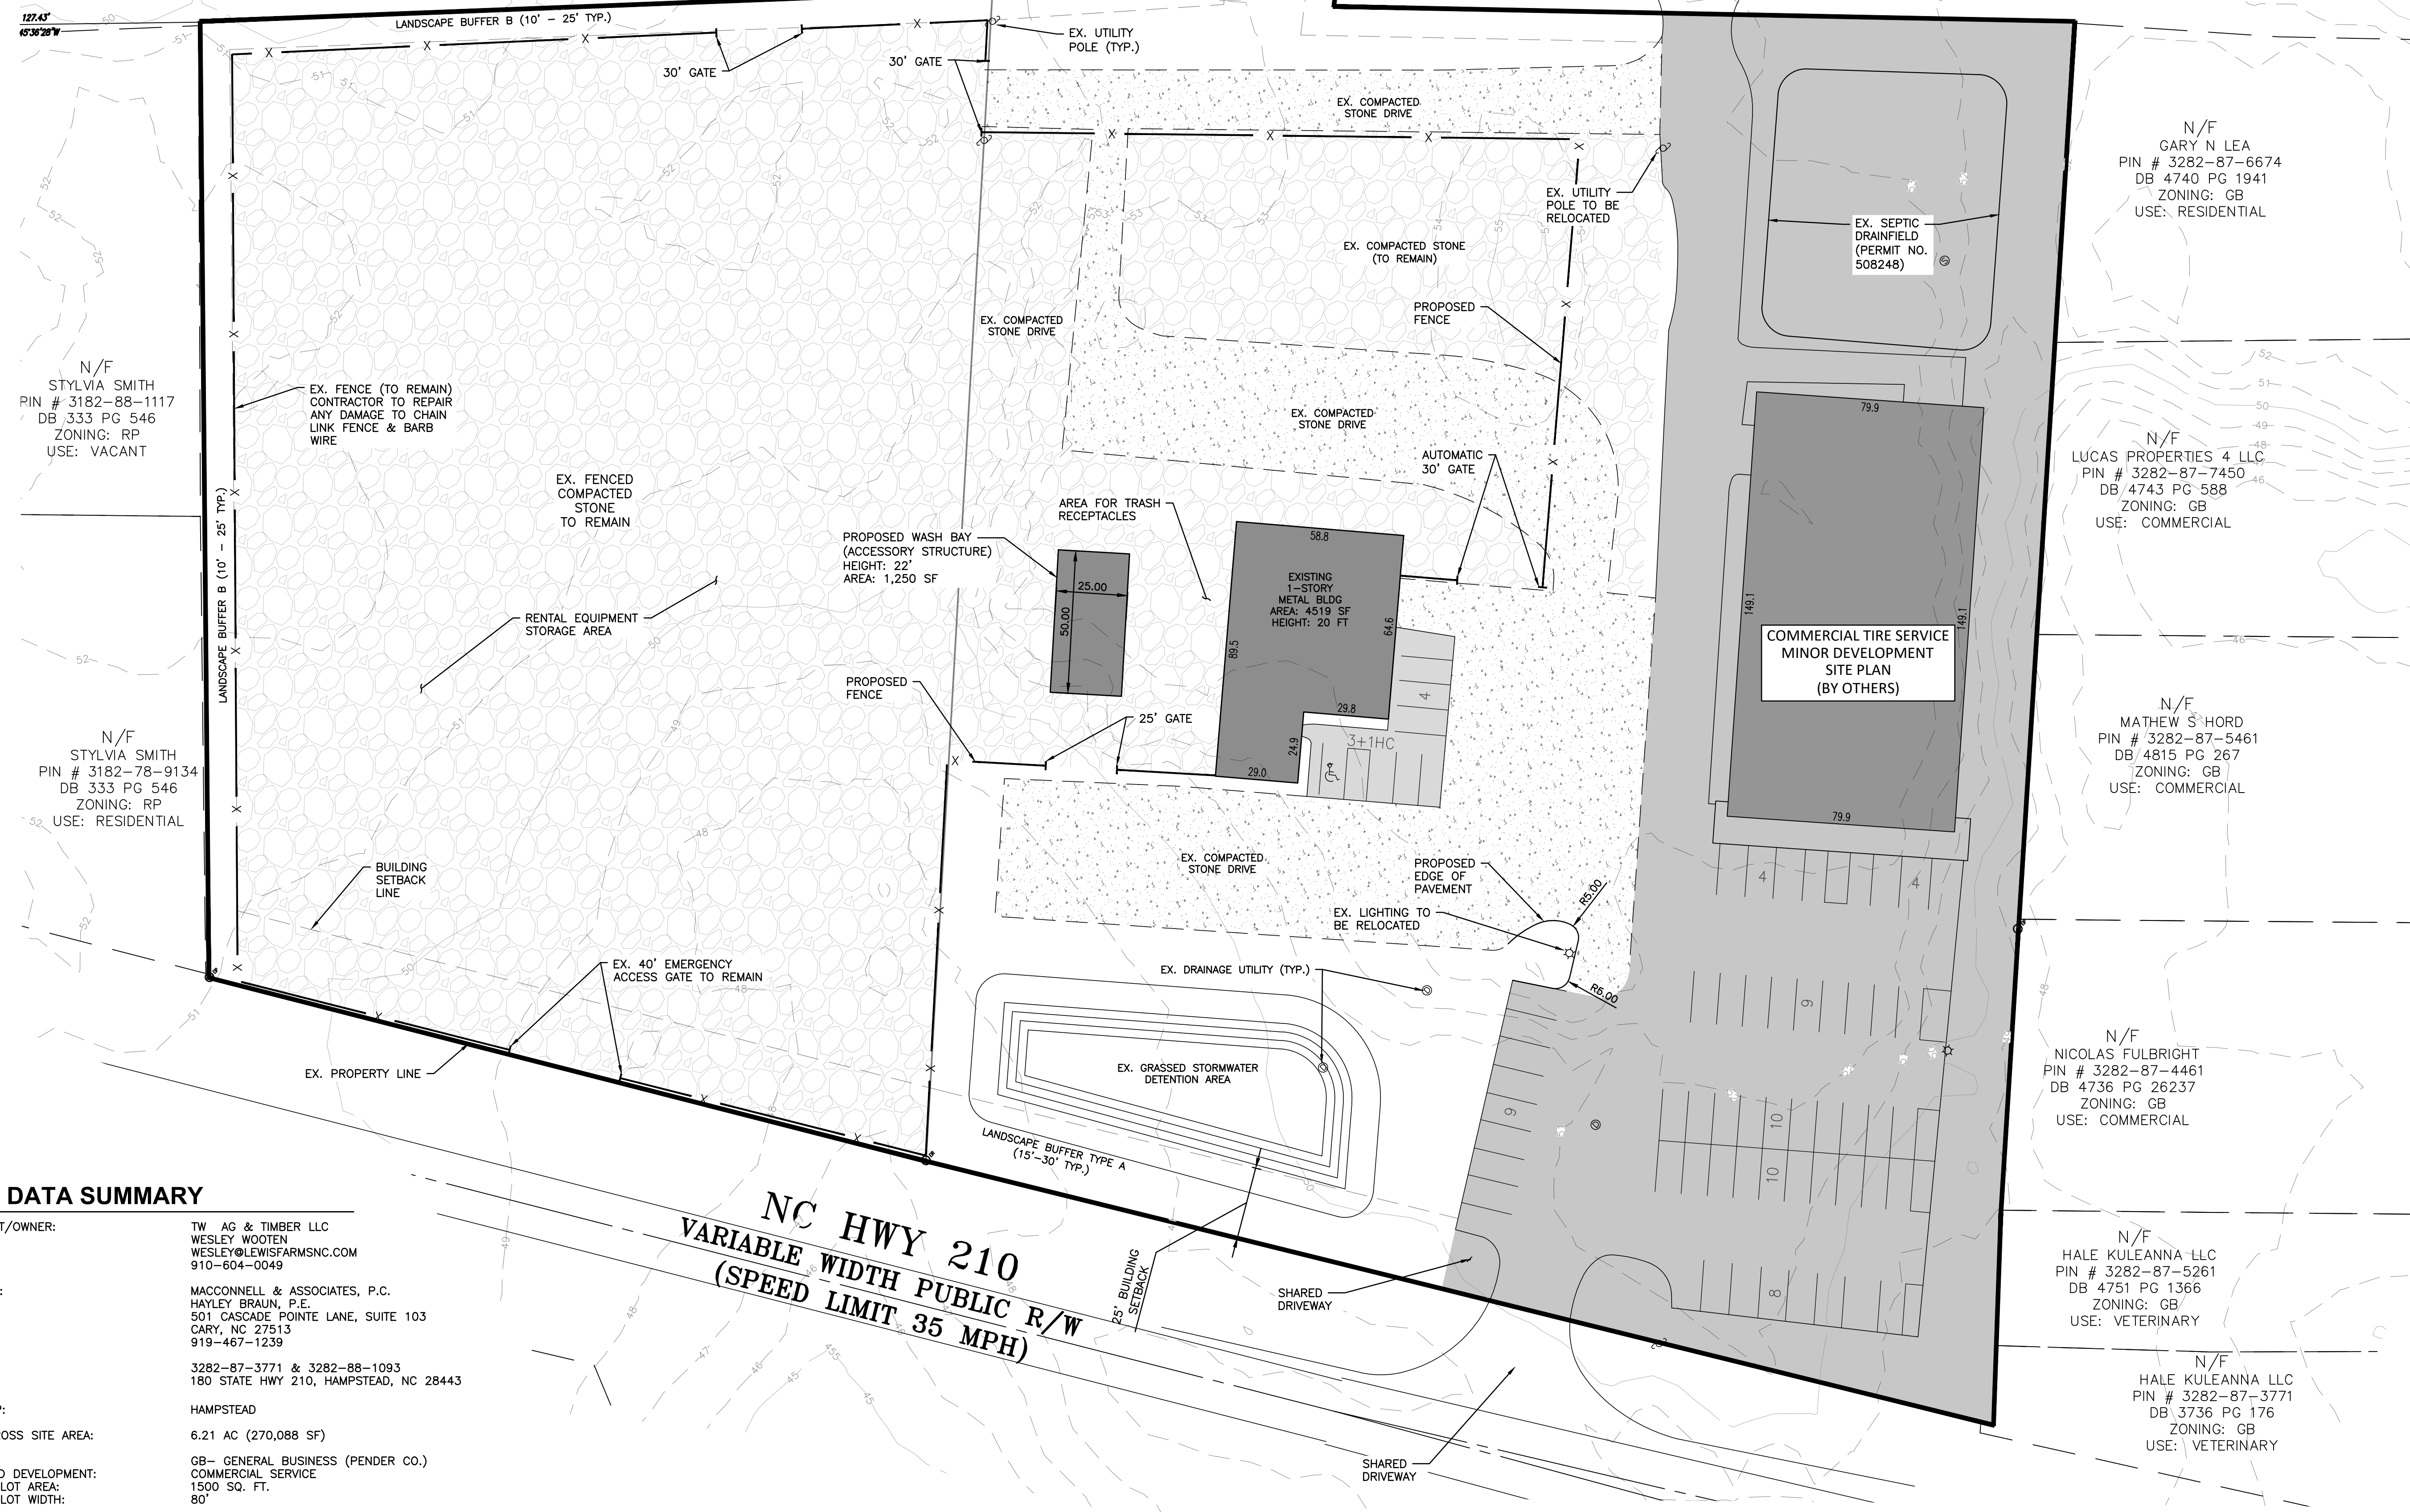 127.43'
45°36'28"W
LANDSCAPE BUFFER B (10' - 25' TYP.)
30' GATE
30' GATE
EX. UTILITY
POLE (TYP.)
EX. COMPACTED
STONE DRIVE
EX. UTILITY
POLE TO BE
RELOCATED
EX. SEPTIC
DRAINFIELD
(PERMIT NO.
508248)
N/F
GARY N LEA
PIN # 3282-87-6674
DB 4740 PG 1941
ZONING: GB
USE: RESIDENTIAL
EX. COMPACTED STONE
(TO REMAIN)
PROPOSED
FENCE
EX. COMPACTED
STONE DRIVE
N/F
STYLVIA SMITH
PIN # 3182-88-1117
DB 333 PG 546
ZONING: RP
USE: VACANT
EX. FENCE (TO REMAIN)
CONTRACTOR TO REPAIR
ANY DAMAGE TO CHAIN
LINK FENCE & BARB
WIRE
EX. COMPACTED
STONE DRIVE
AUTOMATIC
30' GATE
79.9
N/F
LUCAS PROPERTIES 4 LLC
PIN # 3282-87-7450
DB 4743 PG 588
ZONING: GB
USE: COMMERCIAL
LANDSCAPE BUFFER B (10' - 25' TYP.)
EX. FENCED
COMPACTED
STONE
TO REMAIN
AREA FOR TRASH
RECEPTACLES
PROPOSED WASH BAY
(ACCESSORY STRUCTURE)
HEIGHT: 22'
AREA: 1,250 SF
25.00
50.00
58.8
EXISTING
1-STORY
METAL BLDG
AREA: 4519 SF
HEIGHT: 20 FT
64.6
89.5
29.8
24.9
29.0
4
3+1HC
149.1
149.1
COMMERCIAL TIRE SERVICE
MINOR DEVELOPMENT
SITE PLAN
(BY OTHERS)
79.9
RENTAL EQUIPMENT
STORAGE AREA
PROPOSED
FENCE
25' GATE
N/F
MATHEW S HORD
PIN # 3282-87-5461
DB 4815 PG 267
ZONING: GB
USE: COMMERCIAL
N/F
STYLVIA SMITH
PIN # 3182-78-9134
DB 333 PG 546
ZONING: RP
USE: RESIDENTIAL
BUILDING
SETBACK
LINE
EX. COMPACTED
STONE DRIVE
PROPOSED
EDGE OF
PAVEMENT
R5.00
EX. LIGHTING TO
BE RELOCATED
R5.00
4
4
9
EX. 40' EMERGENCY
ACCESS GATE TO REMAIN
EX. DRAINAGE UTILITY (TYP.)
EX. PROPERTY LINE
EX. GRASSED STORMWATER
DETENTION AREA
N/F
NICOLAS FULBRIGHT
PIN # 3282-87-4461
DB 4736 PG 26237
ZONING: GB
USE: COMMERCIAL
9
10
10
8
LANDSCAPE BUFFER TYPE A
(15'-30' TYP.)
NC HWY 210
VARIABLE WIDTH PUBLIC R/W
(SPEED LIMIT 35 MPH)
25' BUILDING
SETBACK
SHARED
DRIVEWAY
SHARED
DRIVEWAY
N/F
HALE KULEANNA LLC
PIN # 3282-87-5261
DB 4751 PG 1366
ZONING: GB
USE: VETERINARY
N/F
HALE KULEANNA LLC
PIN # 3282-87-3771
DB 3736 PG 176
ZONING: GB
USE: VETERINARY
DATA SUMMARY
T/OWNER: TW AG & TIMBER LLC
WESLEY WOOTEN
WESLEY@LEWISFARMSNC.COM
910-604-0049
: MACCONNELL & ASSOCIATES, P.C.
HAYLEY BRAUN, P.E.
501 CASCADE POINTE LANE, SUITE 103
CARY, NC 27513
919-467-1239
3282-87-3771 & 3282-88-1093
180 STATE HWY 210, HAMPSTEAD, NC 28443
P: HAMPSTEAD
OSS SITE AREA: 6.21 AC (270,088 SF)
GB- GENERAL BUSINESS (PENDER CO.)
D DEVELOPMENT: COMMERCIAL SERVICE
LOT AREA: 1500 SQ. FT.
LOT WIDTH: 80'